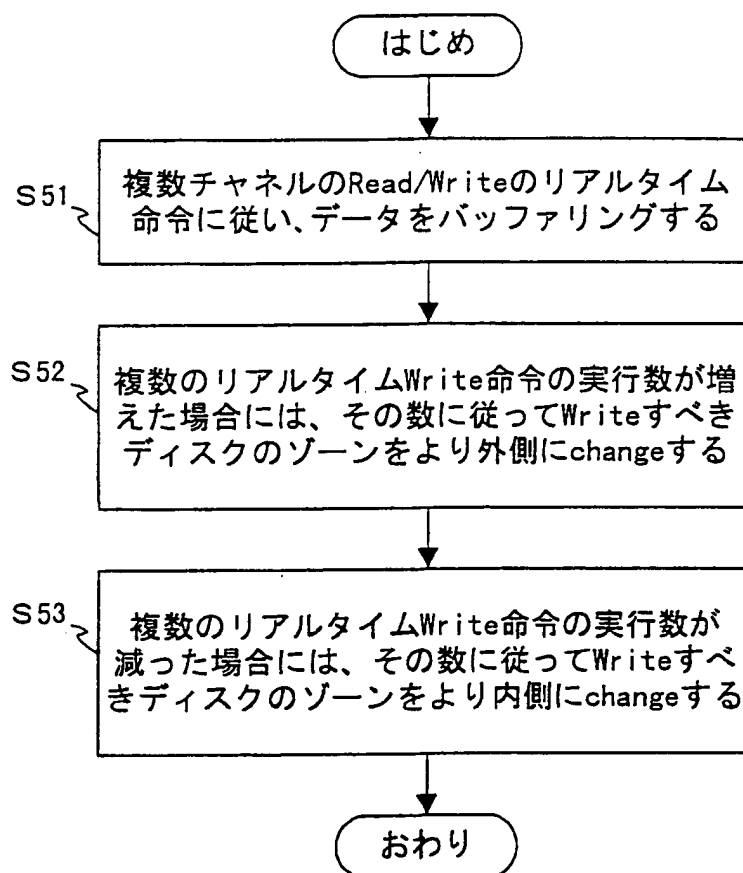 はじめ
S51
複数チャネルのRead/Writeのリアルタイム
命令に従い、データをバッファリングする
S52
複数のリアルタイムWrite命令の実行数が増
えた場合には、その数に従ってWriteすべき
ディスクのゾーンをより外側にchangeする
S53
複数のリアルタイムWrite命令の実行数が
減った場合には、その数に従ってWriteすべ
きディスクのゾーンをより内側にchangeする
おわり